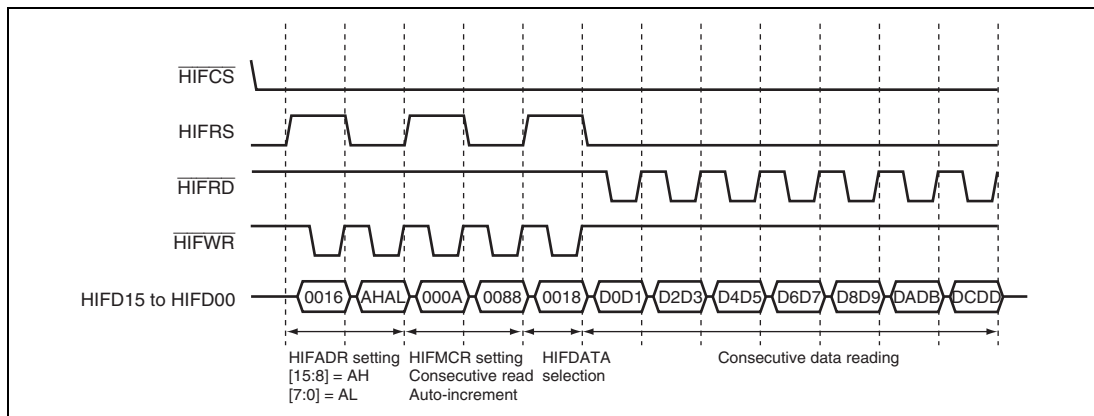 HIFCS
HIFRS
HIFRD
HIFWR
HIFD15 to HIFD00 0016 AHAL 000A 0088 0018 D0D1 D2D3 D4D5 D6D7 D8D9 DADB DCDD
HIFADR setting
[15:8] = AH
[7:0] = AL
HIFMCR setting
Consecutive read
Auto-increment
HIFDATA
selection
Consecutive data reading